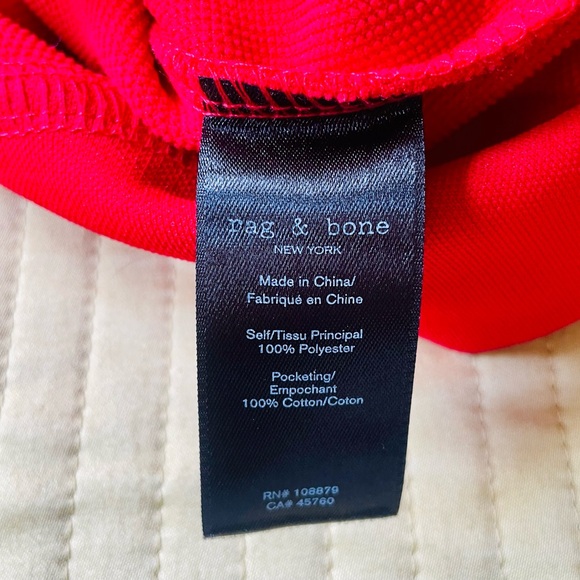 rag & bone
NEW YORK
Made in China/
Fabriqué en Chine
Self/Tissu Principal
100% Polyester
Pocketing/
Empochant
100% Cotton/Coton
RN# 108879
CA# 45760